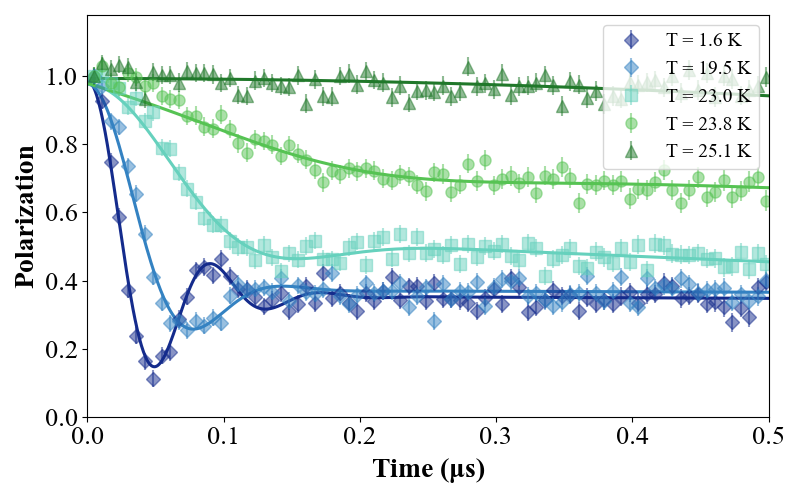 T = 1.6 K
T = 19.5 K
T = 23.0 K
T = 23.8 K
T = 25.1 K
1.0
0.8
0.6
0.4
0.2
0.0
Polarization
0.0 0.1 0.2 0.3 0.4 0.5
Time (μs)